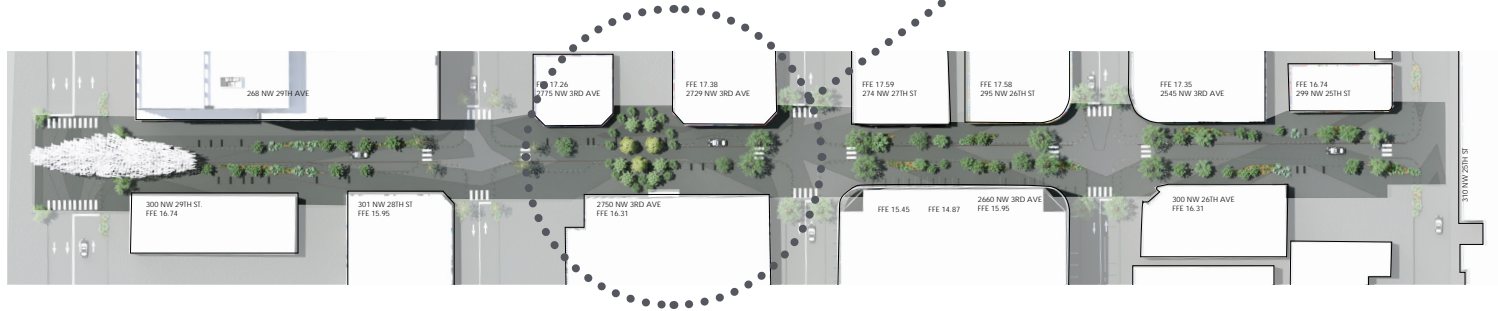 268 NW 29TH AVE
FFE 17.26
2775 NW 3RD AVE
FFE 17.38
2729 NW 3RD AVE
FFE 17.59
274 NW 27TH ST
FFE 17.58
295 NW 26TH ST
FFE 17.35
2545 NW 3RD AVE
FFE 16.74
299 NW 25TH ST
300 NW 29TH ST.
FFE 16.74
301 NW 28TH ST
FFE 15.95
2750 NW 3RD AVE
FFE 16.31
FFE 15.45
FFE 14.87
2660 NW 3RD AVE
FFE 15.95
300 NW 26TH AVE
FFE 16.31
310 NW 25TH ST